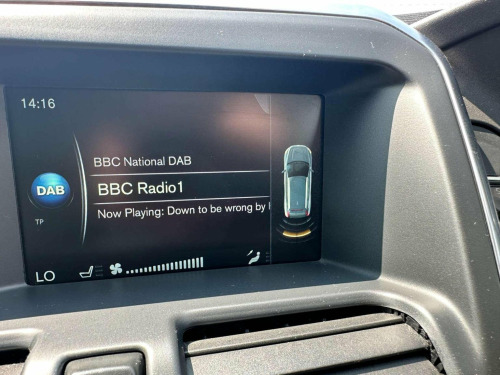 14:16
BBC National DAB
DAB
BBC Radio1
TP
Now Playing: Down to be wrong by
LO